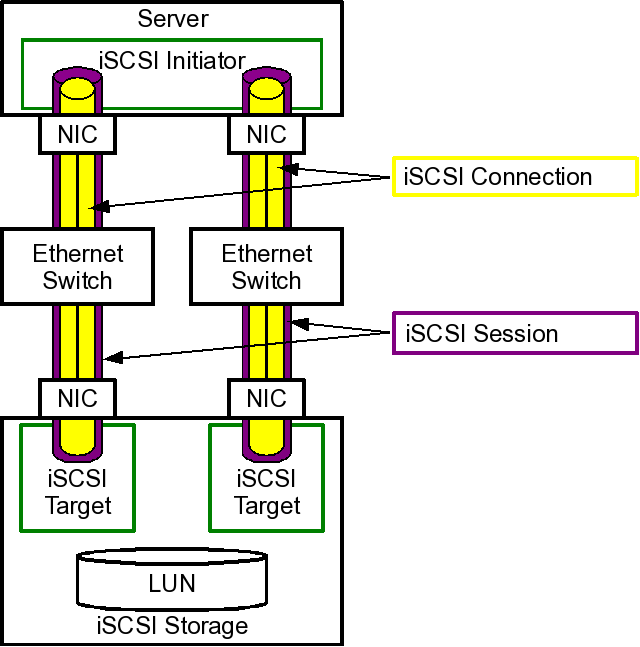 Server
iSCSI Initiator
NIC
NIC
iSCSI Connection
Ethernet
Switch
Ethernet
Switch
iSCSI Session
NIC
NIC
iSCSI
Target
iSCSI
Target
LUN
iSCSI Storage